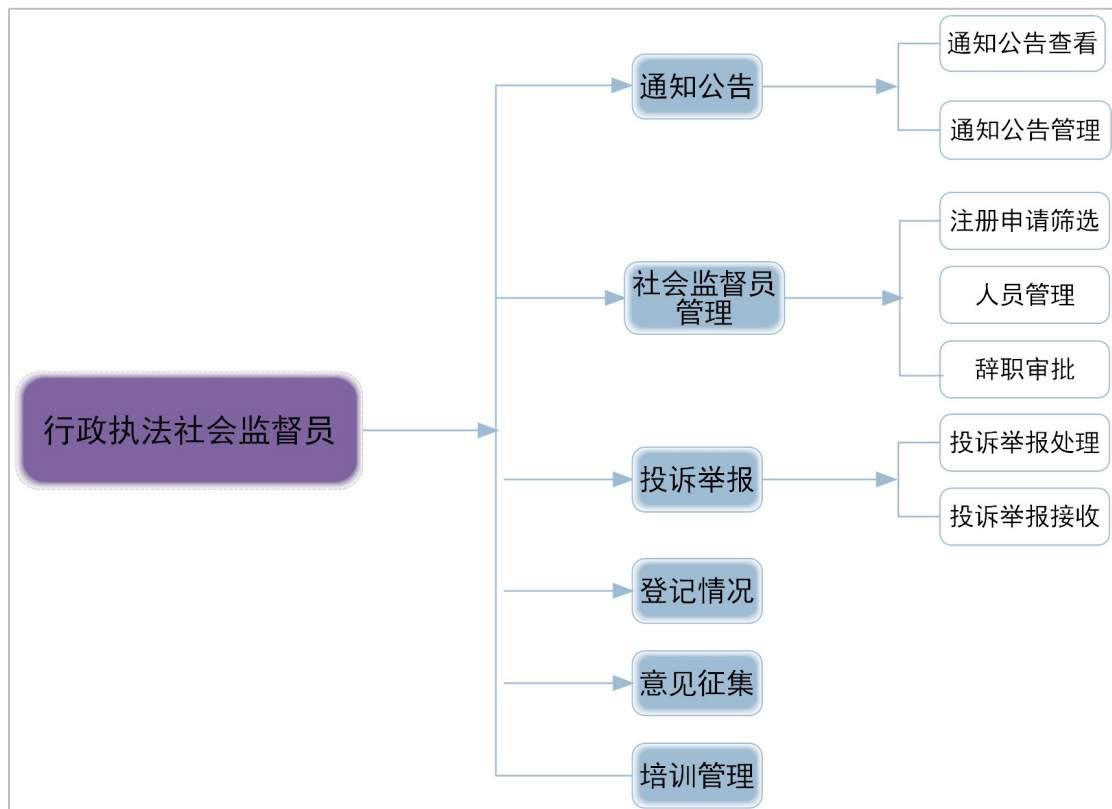 行政执法社会监督员
通知公告
通知公告查看
通知公告管理
社会监督员
管理
注册申请筛选
人员管理
辞职审批
投诉举报
投诉举报处理
投诉举报接收
登记情况
意见征集
培训管理